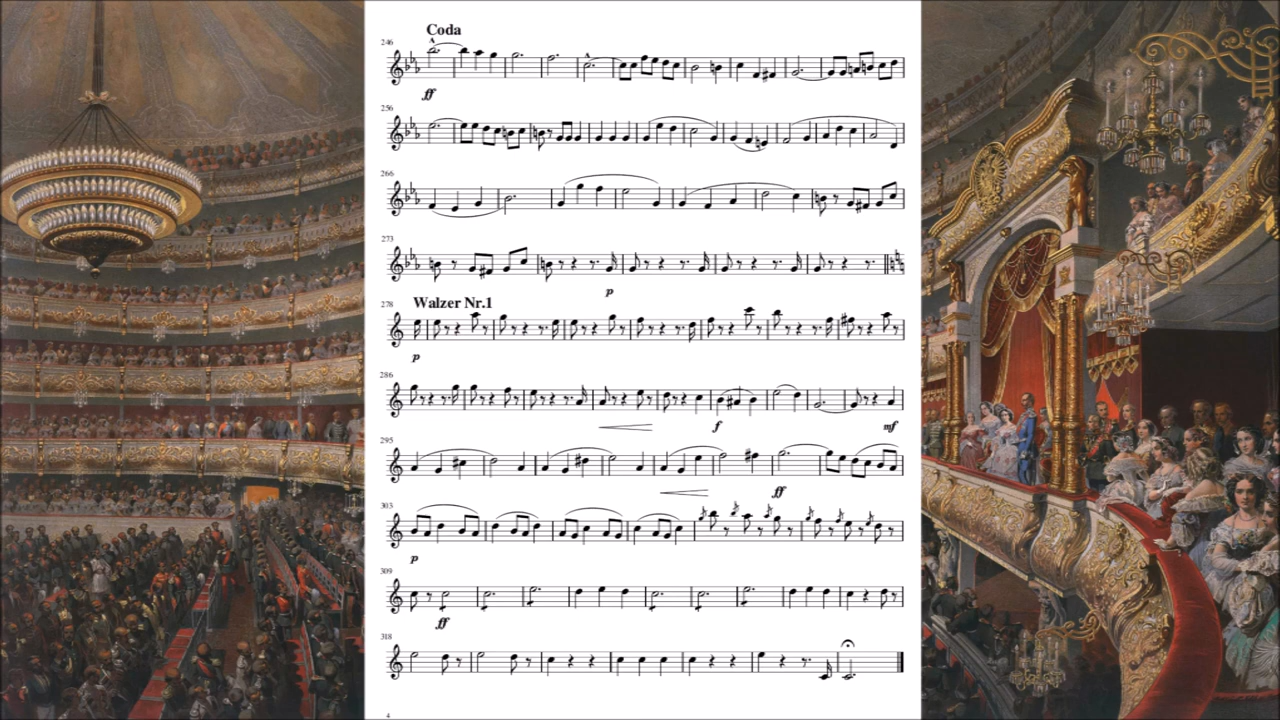 Coda
246
ff
256
266
273
p
Walzer Nr.1
278
p
286
f
mf
295
ff
303
p
309
ff
318
4